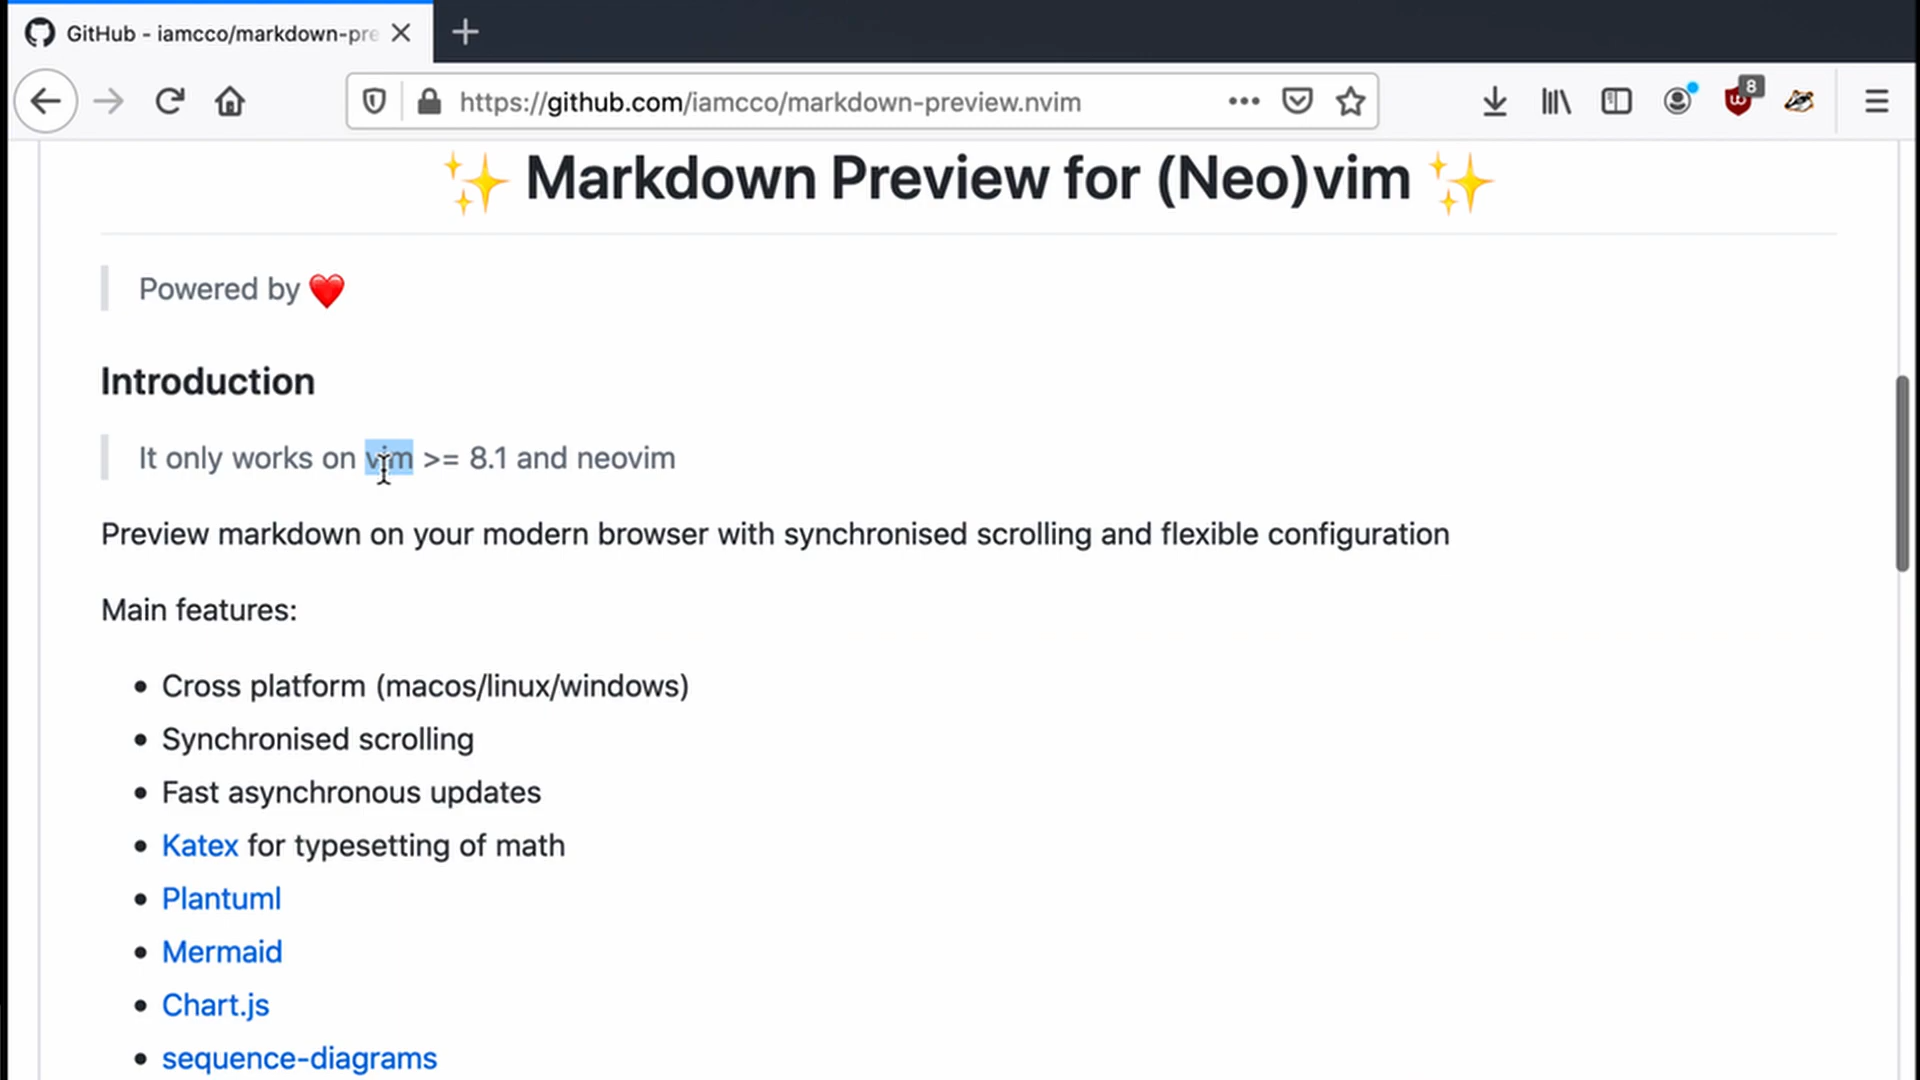 GitHub - iamcco/markdown-pre
https://github.com/iamcco/markdown-preview.nvim
8
✨ Markdown Preview for (Neo)vim ✨
Powered by ❤️
Introduction
It only works on vim >= 8.1 and neovim
Preview markdown on your modern browser with synchronised scrolling and flexible configuration
Main features:
• Cross platform (macos/linux/windows)
• Synchronised scrolling
• Fast asynchronous updates
• Katex for typesetting of math
• Plantuml
• Mermaid
• Chart.js
• sequence-diagrams